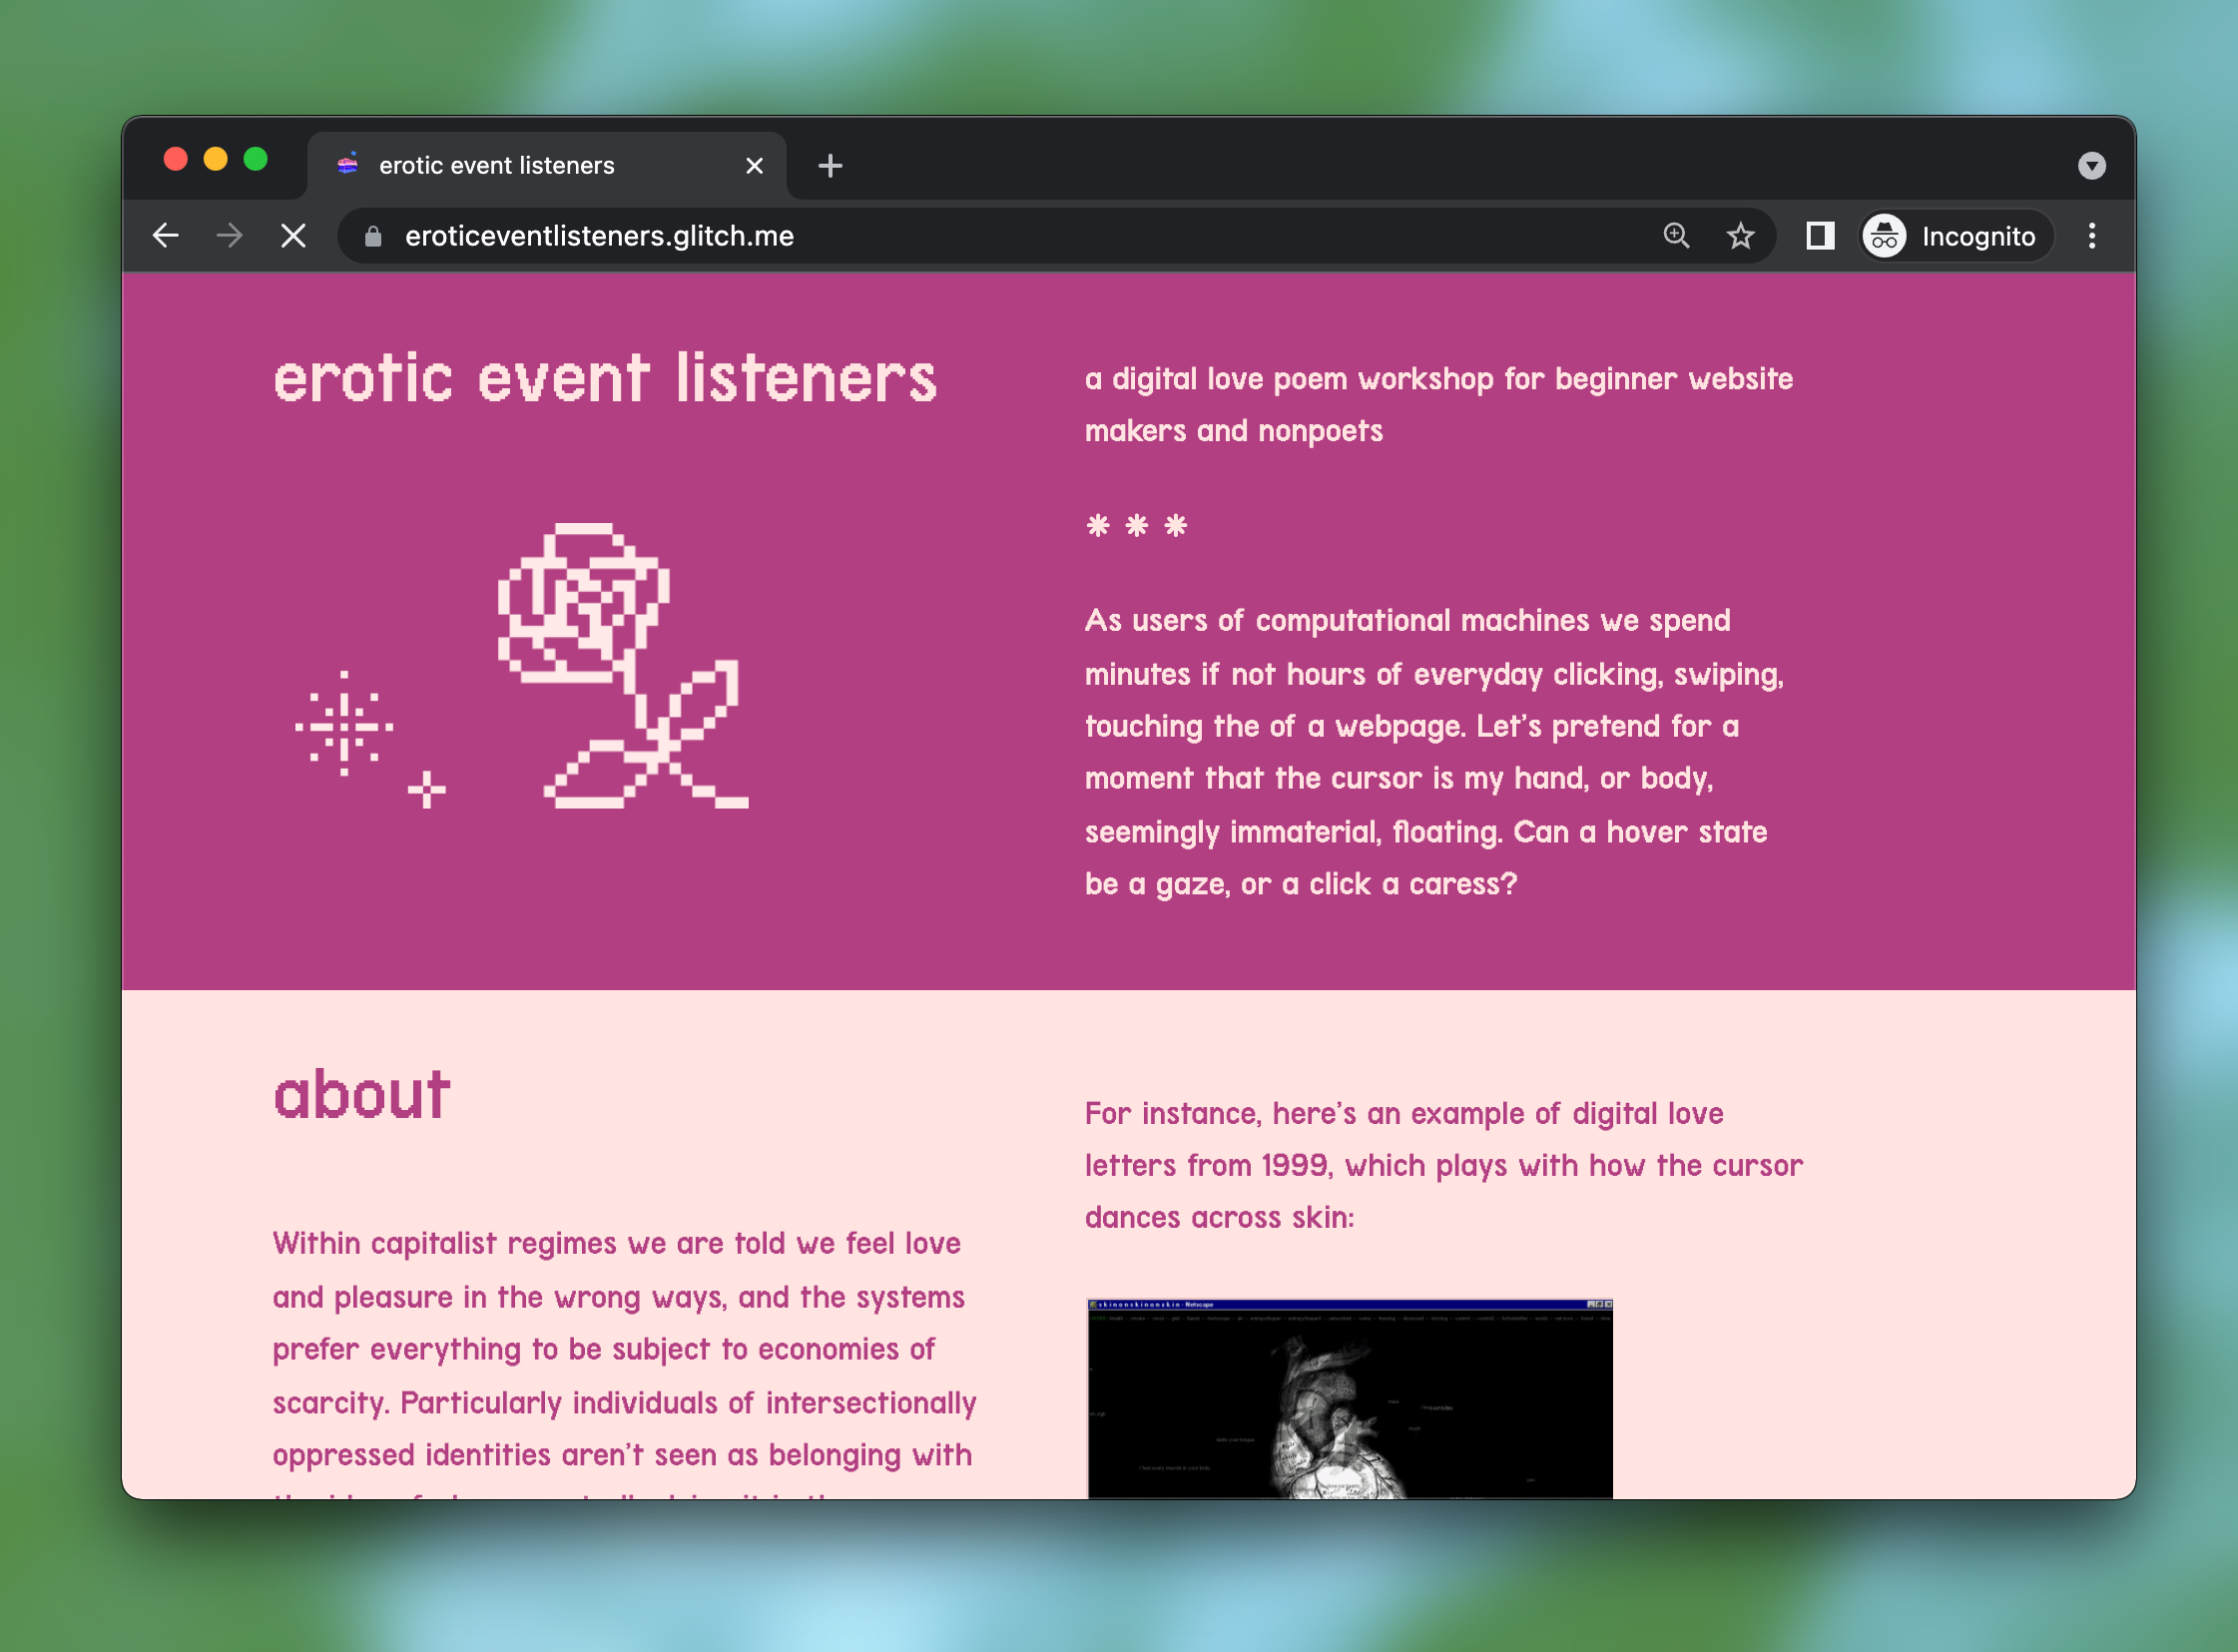 erotic event listeners
eroticeventlisteners.glitch.me
Incognito
erotic event listeners
a digital love poem workshop for beginner website
makers and nonpoets
* * *
As users of computational machines we spend
minutes if not hours of everyday clicking, swiping,
touching the of a webpage. Let's pretend for a
moment that the cursor is my hand, or body,
seemingly immaterial, floating. Can a hover state
be a gaze, or a click a caress?
about
Within capitalist regimes we are told we feel love
and pleasure in the wrong ways, and the systems
prefer everything to be subject to economies of
scarcity. Particularly individuals of intersectionally
oppressed identities aren't seen as belonging with
For instance, here's an example of digital love
letters from 1999, which plays with how the cursor
dances across skin:
skinonskinonskin - Netscape